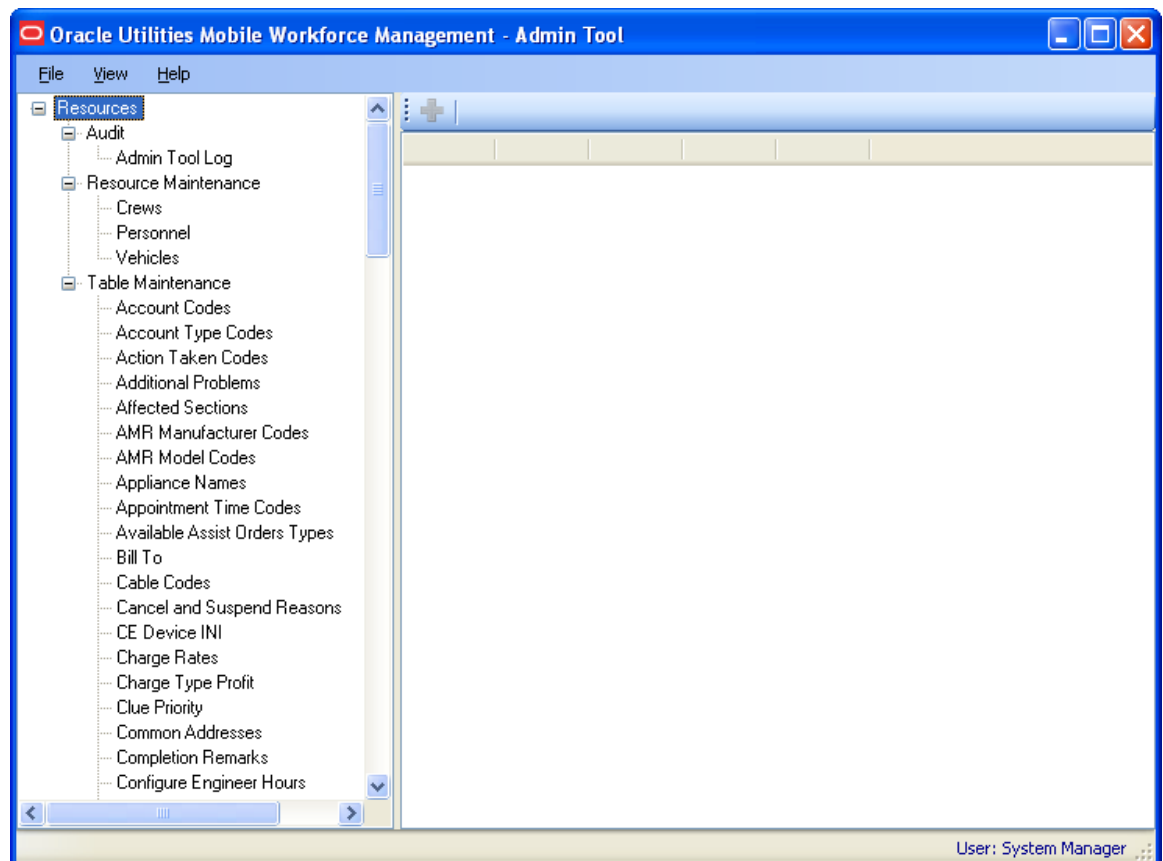 Oracle Utilities Mobile Workforce Management - Admin Tool
File View Help
Resources
Audit
Admin Tool Log
Resource Maintenance
Crews
Personnel
Vehicles
Table Maintenance
Account Codes
Account Type Codes
Action Taken Codes
Additional Problems
Affected Sections
AMR Manufacturer Codes
AMR Model Codes
Appliance Names
Appointment Time Codes
Available Assist Orders Types
Bill To
Cable Codes
Cancel and Suspend Reasons
CE Device INI
Charge Rates
Charge Type Profit
Clue Priority
Common Addresses
Completion Remarks
Configure Engineer Hours
User: System Manager